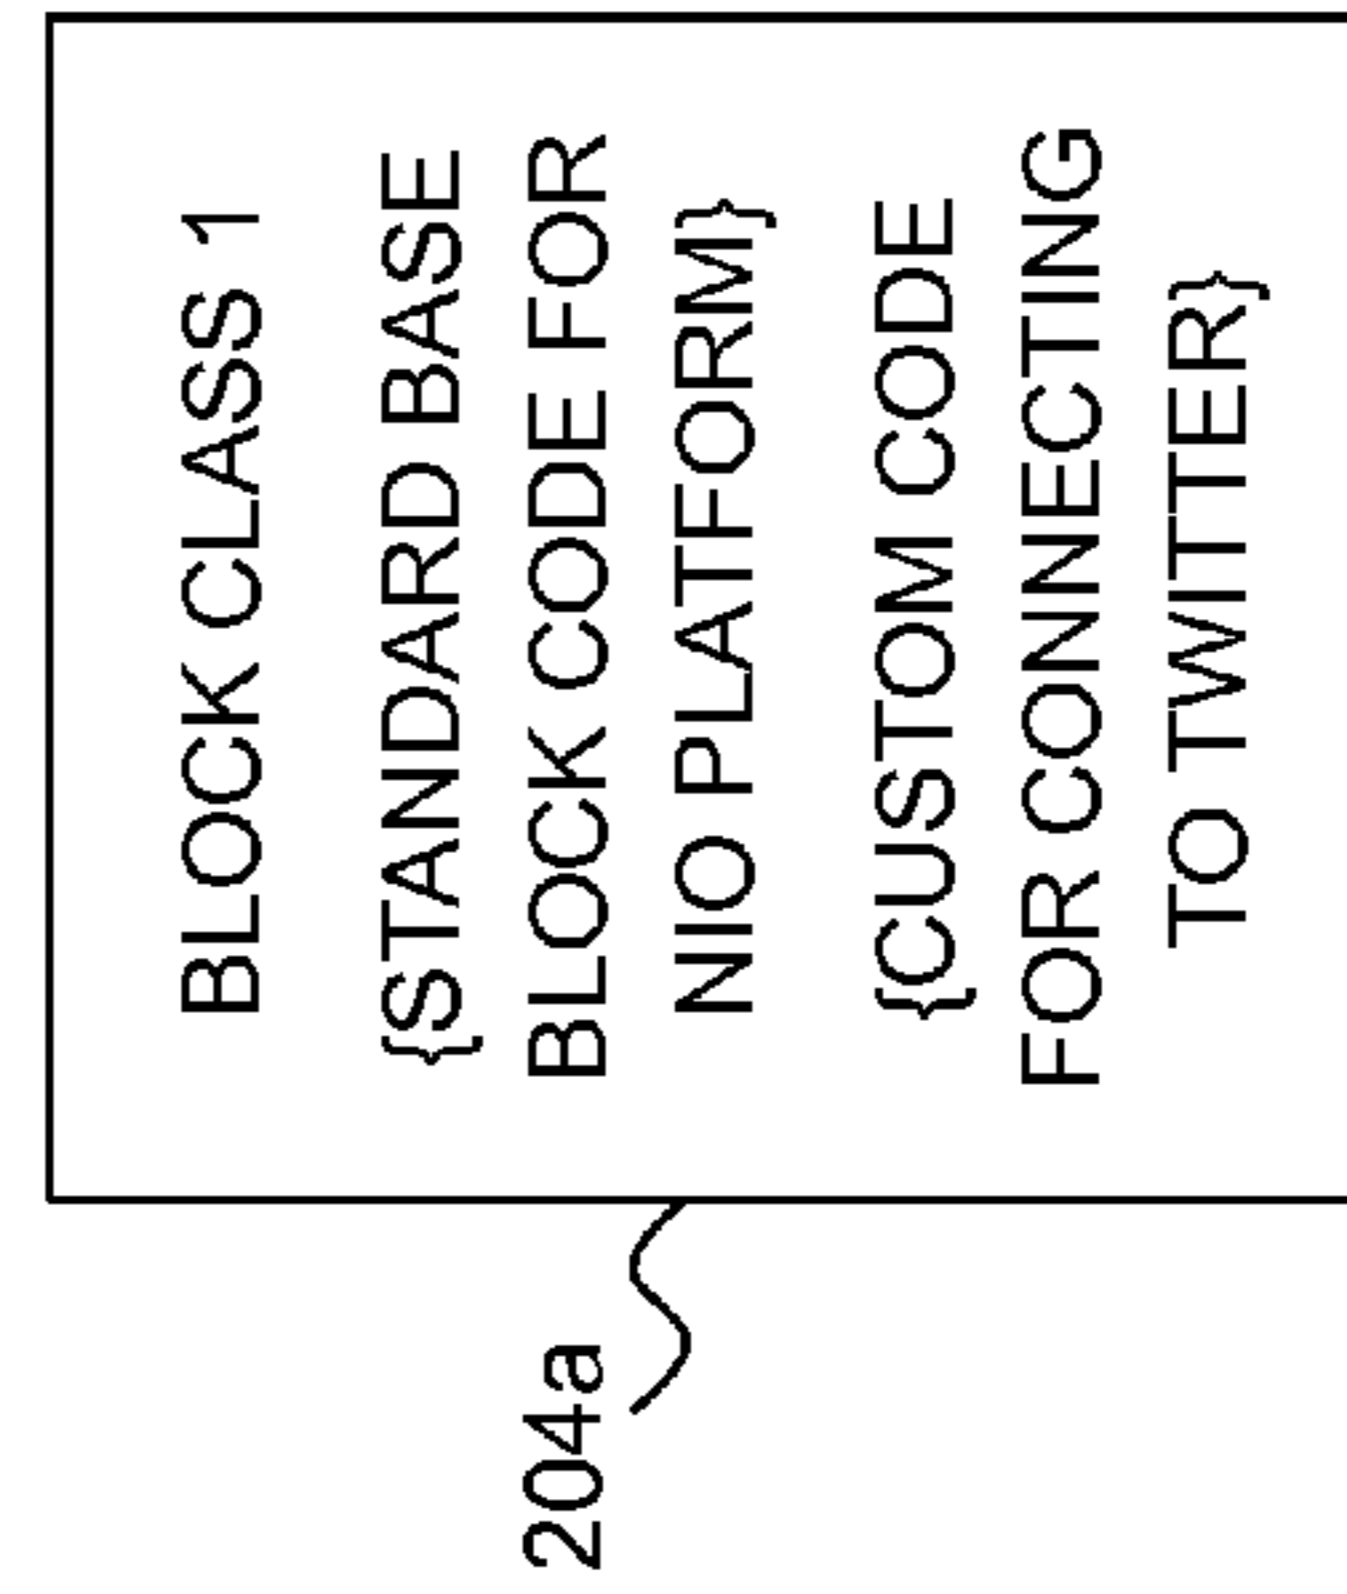 BLOCK CLASS 1
{STANDARD BASE
BLOCK CODE FOR
NIO PLATFORM}
{CUSTOM CODE
FOR CONNECTING
TO TWITTER}
204a